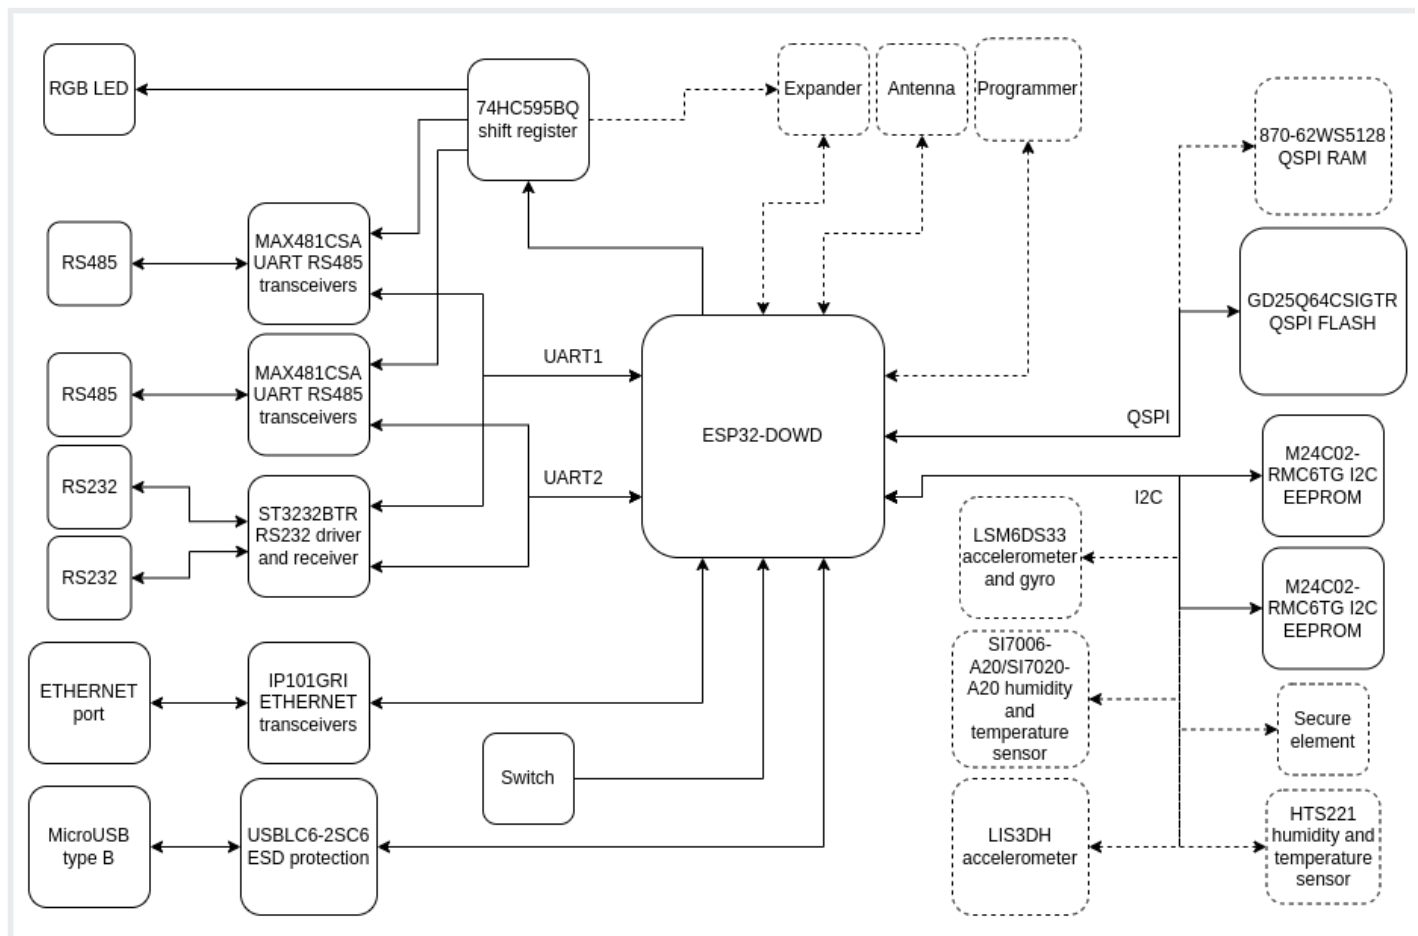 RGB LED
74HC595BQ
shift register
Expander
Antenna
Programmer
870-62WS5128
QSPI RAM
MAX481CSA
UART RS485
transceivers
RS485
GD25Q64CSIGTR
QSPI FLASH
MAX481CSA
UART RS485
transceivers
RS485
UART1
ESP32-DOWD
QSPI
M24C02-
RMC6TG I2C
EEPROM
RS232
ST3232BTR
RS232 driver
and receiver
RS232
UART2
I2C
LSM6DS33
accelerometer
and gyro
M24C02-
RMC6TG I2C
EEPROM
ETHERNET
port
IP101GRI
ETHERNET
transceivers
SI7006-
A20/SI7020-
A20 humidity
and
temperature
sensor
Secure
element
Switch
MicroUSB
type B
USBLC6-2SC6
ESD protection
LIS3DH
accelerometer
HTS221
humidity and
temperature
sensor